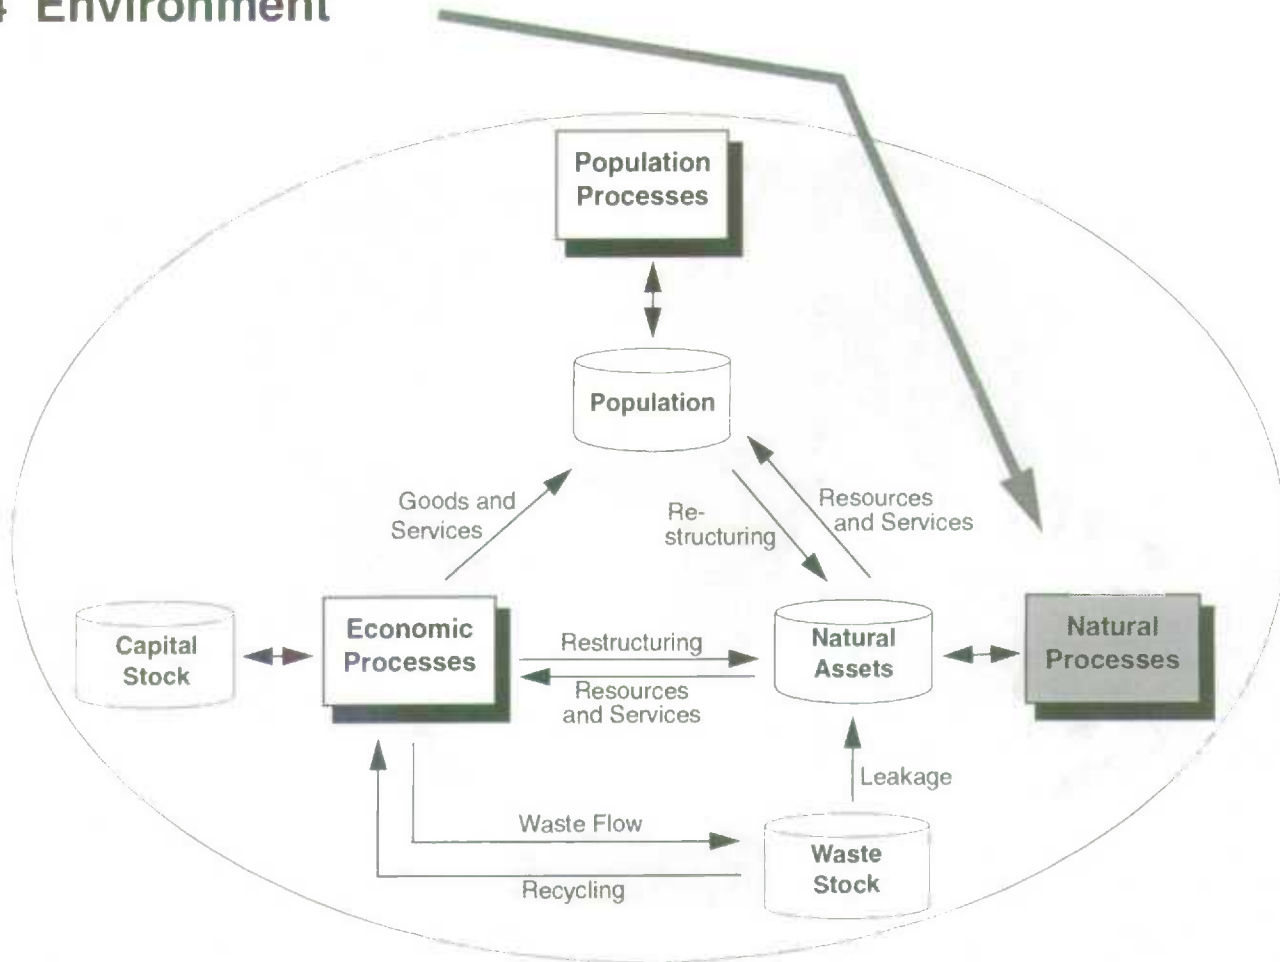 4 Environment
Population
Processes
Population
Goods and
Services
Re-
structuring
Resources
and Services
Capital
Stock
Economic
Processes
Restructuring
Resources
and Services
Natural
Assets
Natural
Processes
Leakage
Waste Flow
Recycling
Waste
Stock